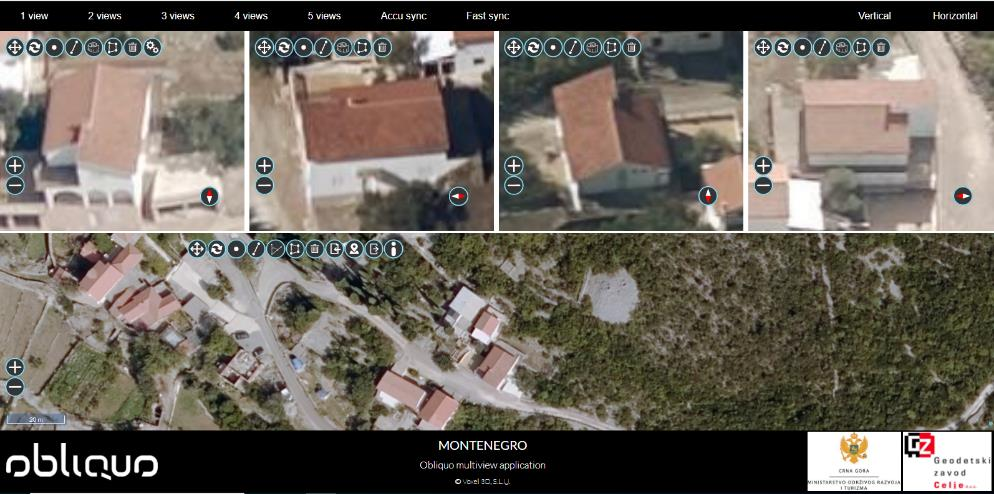 1 view 2 views 3 views 4 views 5 views Accu sync Fast sync Vertical Horizontal
20 m
obliquo
MONTENEGRO
Obliquo multiview application
© Voxel 3D, S.L.U.
CRNA GORA
MINISTARSTVO ODRŽIVOG RAZVOJA
I TURIZMA
GZ
Geodetski
zavod
Celje d.o.o.